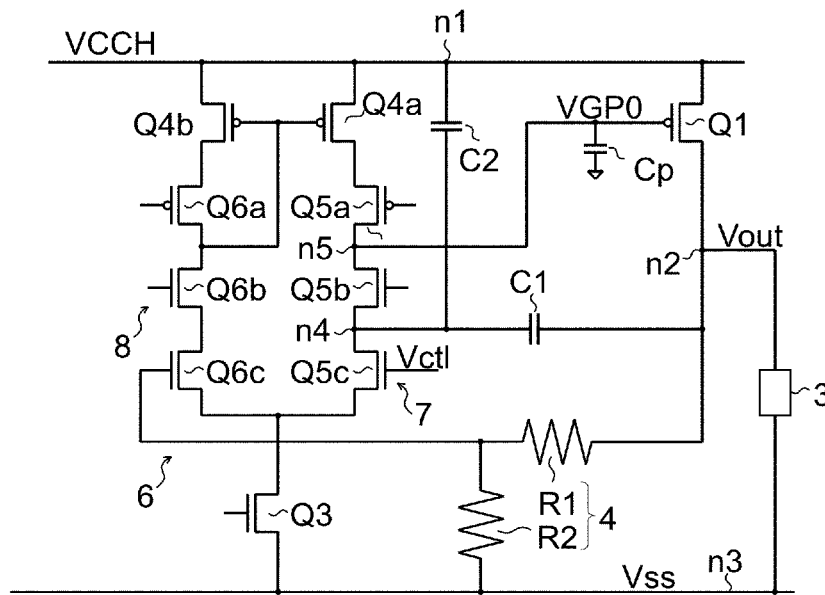 n1
VCCH
Q4b
Q4a
C2
VGP0
Q1
Cp
Q6a
Q5a
n5
n2
Vout
Q6b
Q5b
C1
8
n4
Q6c
Q5c
Vctl
7
3
6
R1
4
Q3
R2
Vss
n3